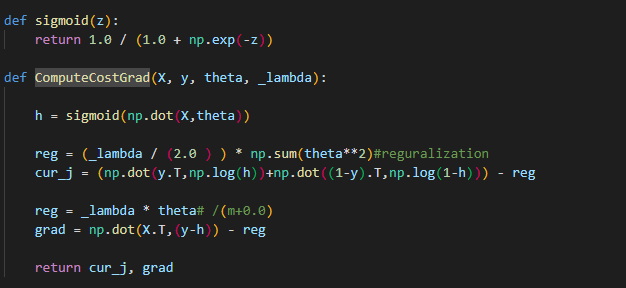 def sigmoid(z):
    return 1.0 / (1.0 + np.exp(-z))
def ComputeCostGrad(X, y, theta, _lambda):
    h = sigmoid(np.dot(X,theta))
    reg = (_lambda / (2.0 ) ) * np.sum(theta**2)#reguralization
    cur_j = (np.dot(y.T,np.log(h))+np.dot((1-y).T,np.log(1-h))) - reg
    reg = _lambda * theta# /(m+0.0)
    grad = np.dot(X.T,(y-h)) - reg
    return cur_j, grad